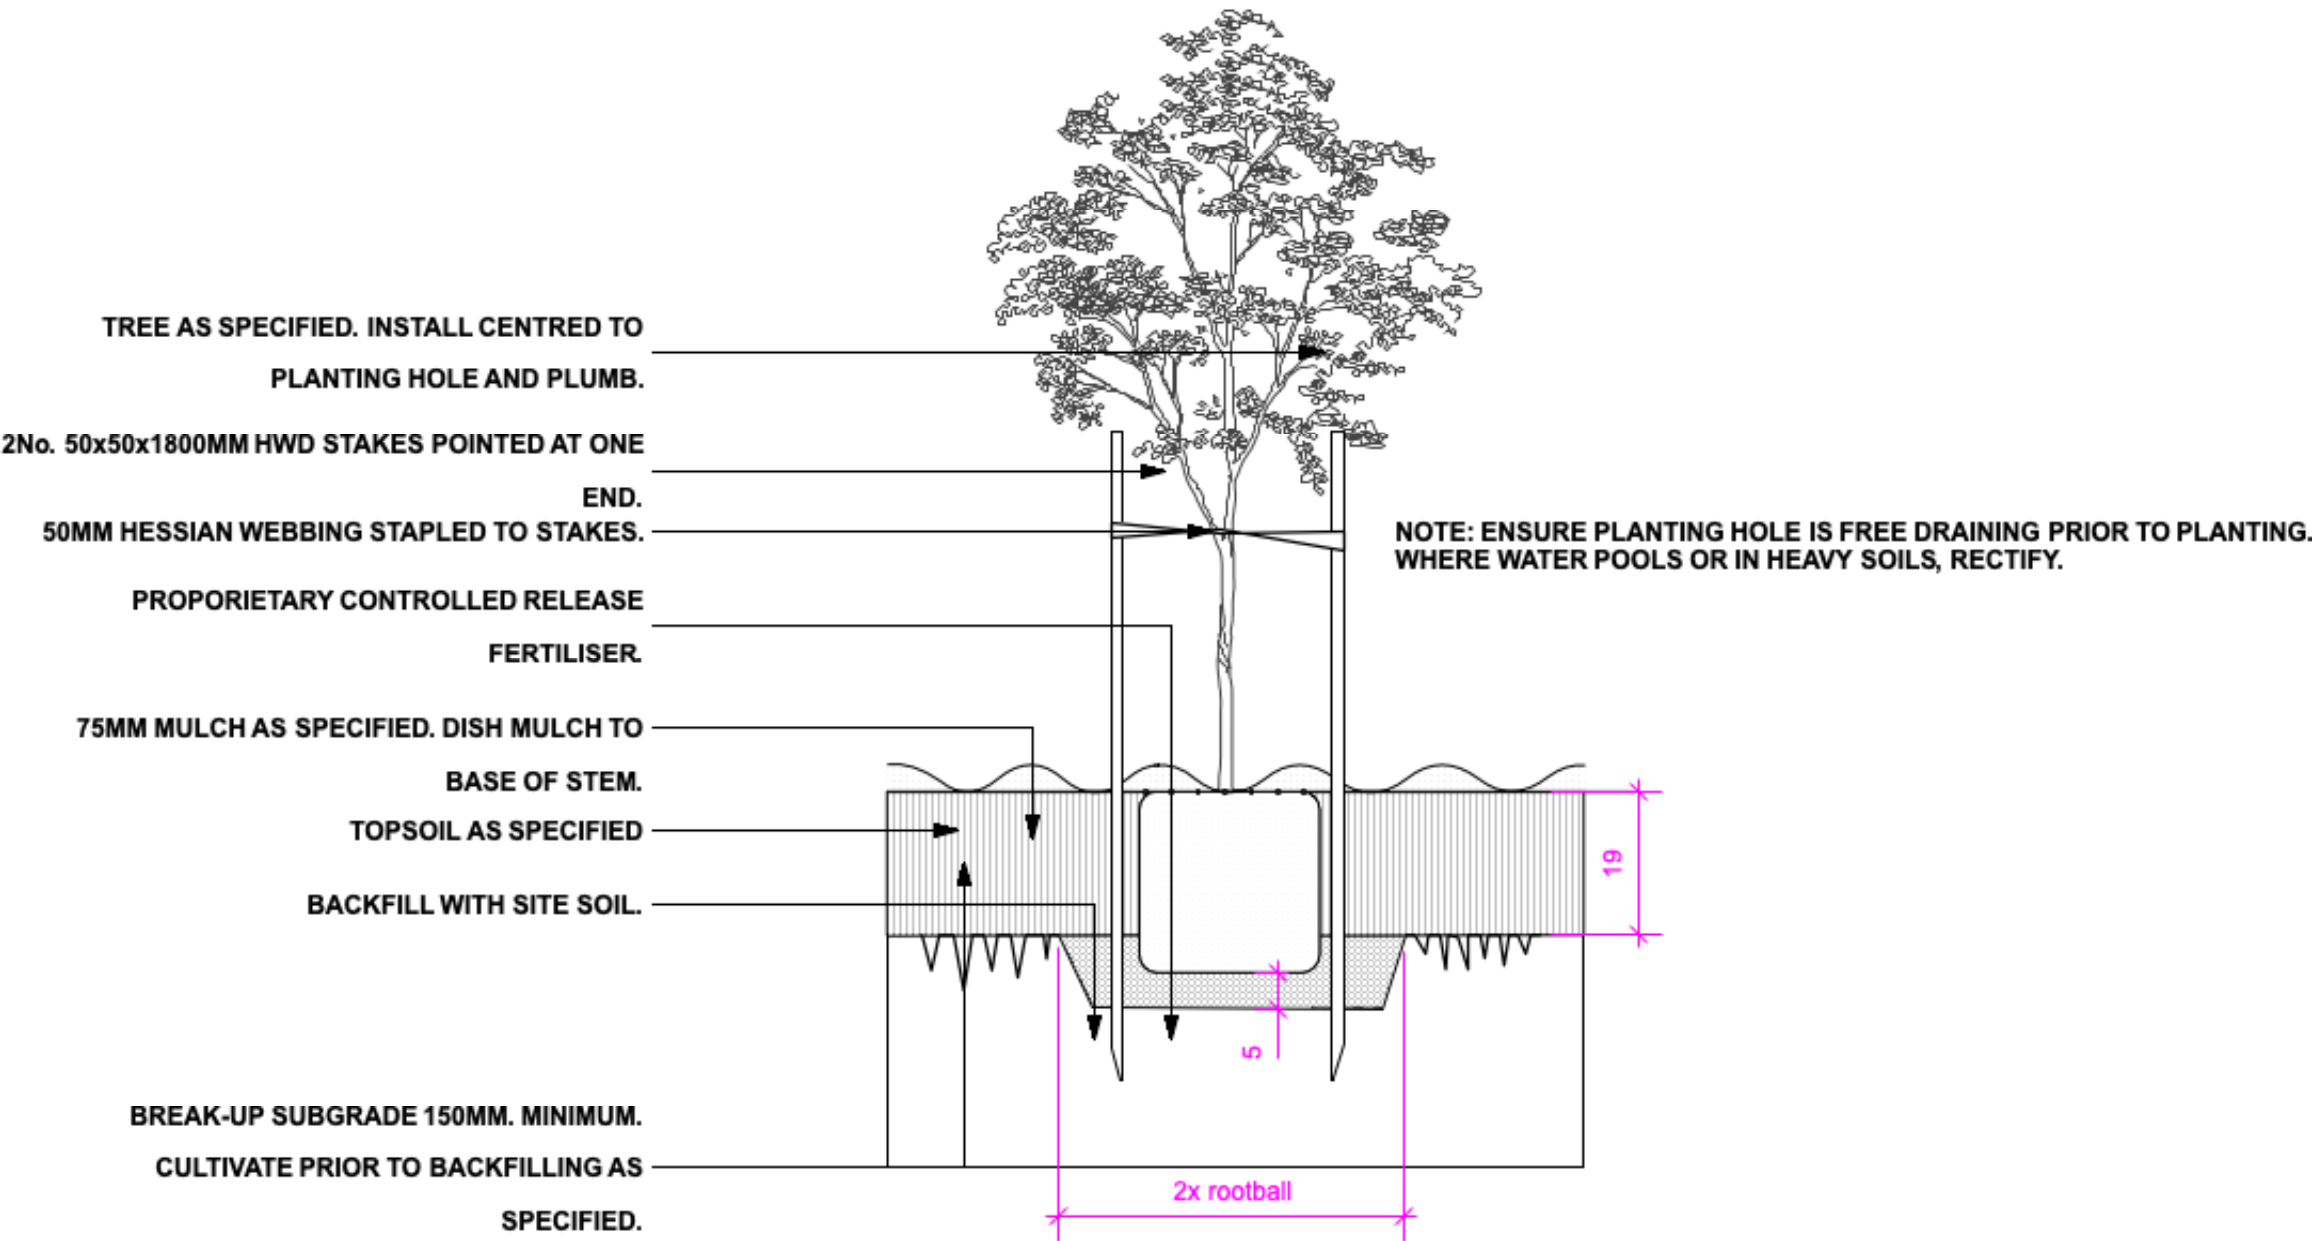 TREE AS SPECIFIED. INSTALL CENTRED TO
PLANTING HOLE AND PLUMB.
2No. 50x50x1800MM HWD STAKES POINTED AT ONE
END.
50MM HESSIAN WEBBING STAPLED TO STAKES.
NOTE: ENSURE PLANTING HOLE IS FREE DRAINING PRIOR TO PLANTING.
WHERE WATER POOLS OR IN HEAVY SOILS, RECTIFY.
PROPORIETARY CONTROLLED RELEASE
FERTILISER.
75MM MULCH AS SPECIFIED. DISH MULCH TO
BASE OF STEM.
TOPSOIL AS SPECIFIED
19
BACKFILL WITH SITE SOIL.
5
BREAK-UP SUBGRADE 150MM. MINIMUM.
CULTIVATE PRIOR TO BACKFILLING AS
SPECIFIED.
2x rootball